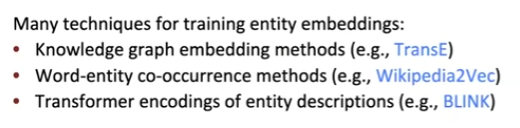 Many techniques for training entity embeddings:
• Knowledge graph embedding methods (e.g., TransE)
• Word-entity co-occurrence methods (e.g., Wikipedia2Vec)
• Transformer encodings of entity descriptions (e.g., BLINK)